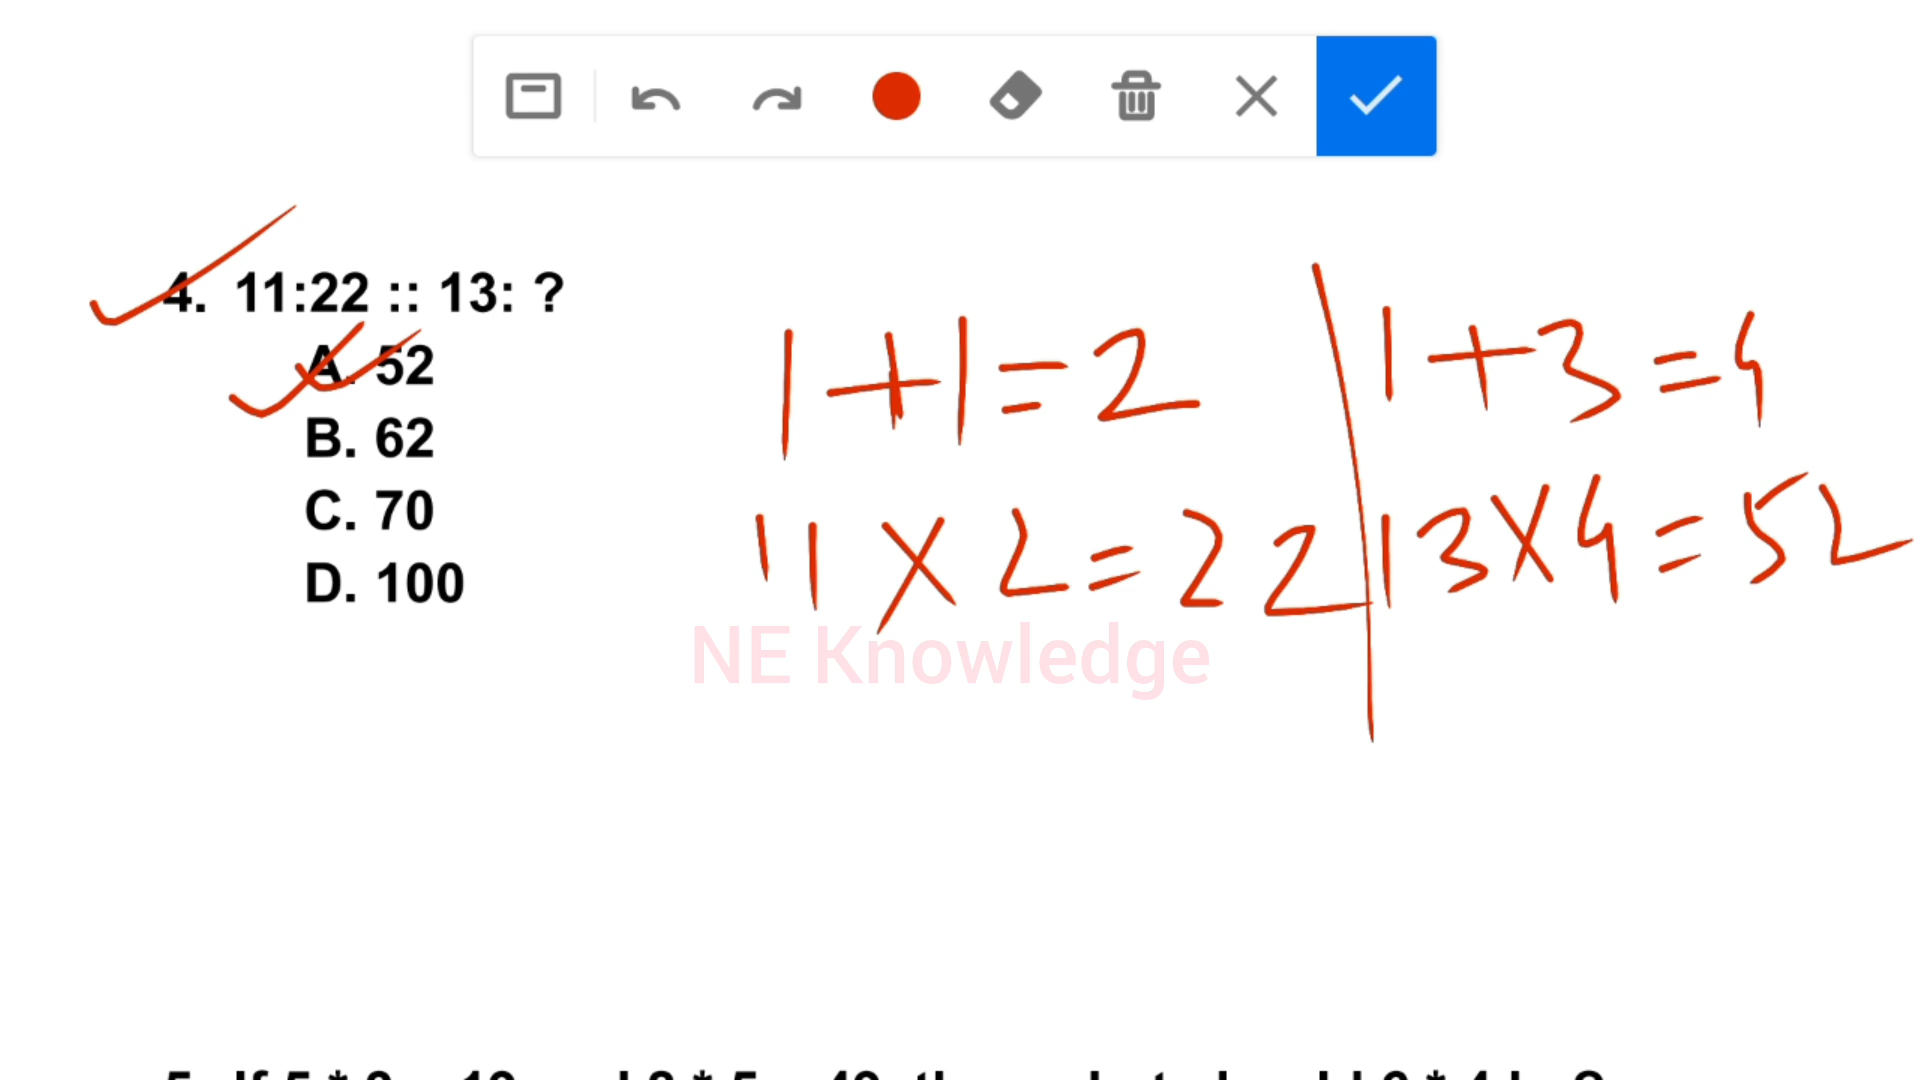 4. 11:22 :: 13: ?
A. 52
B. 62
C. 70
D. 100
1+1=2
11×2=22
1+3=4
13×4=52
NE Knowledge